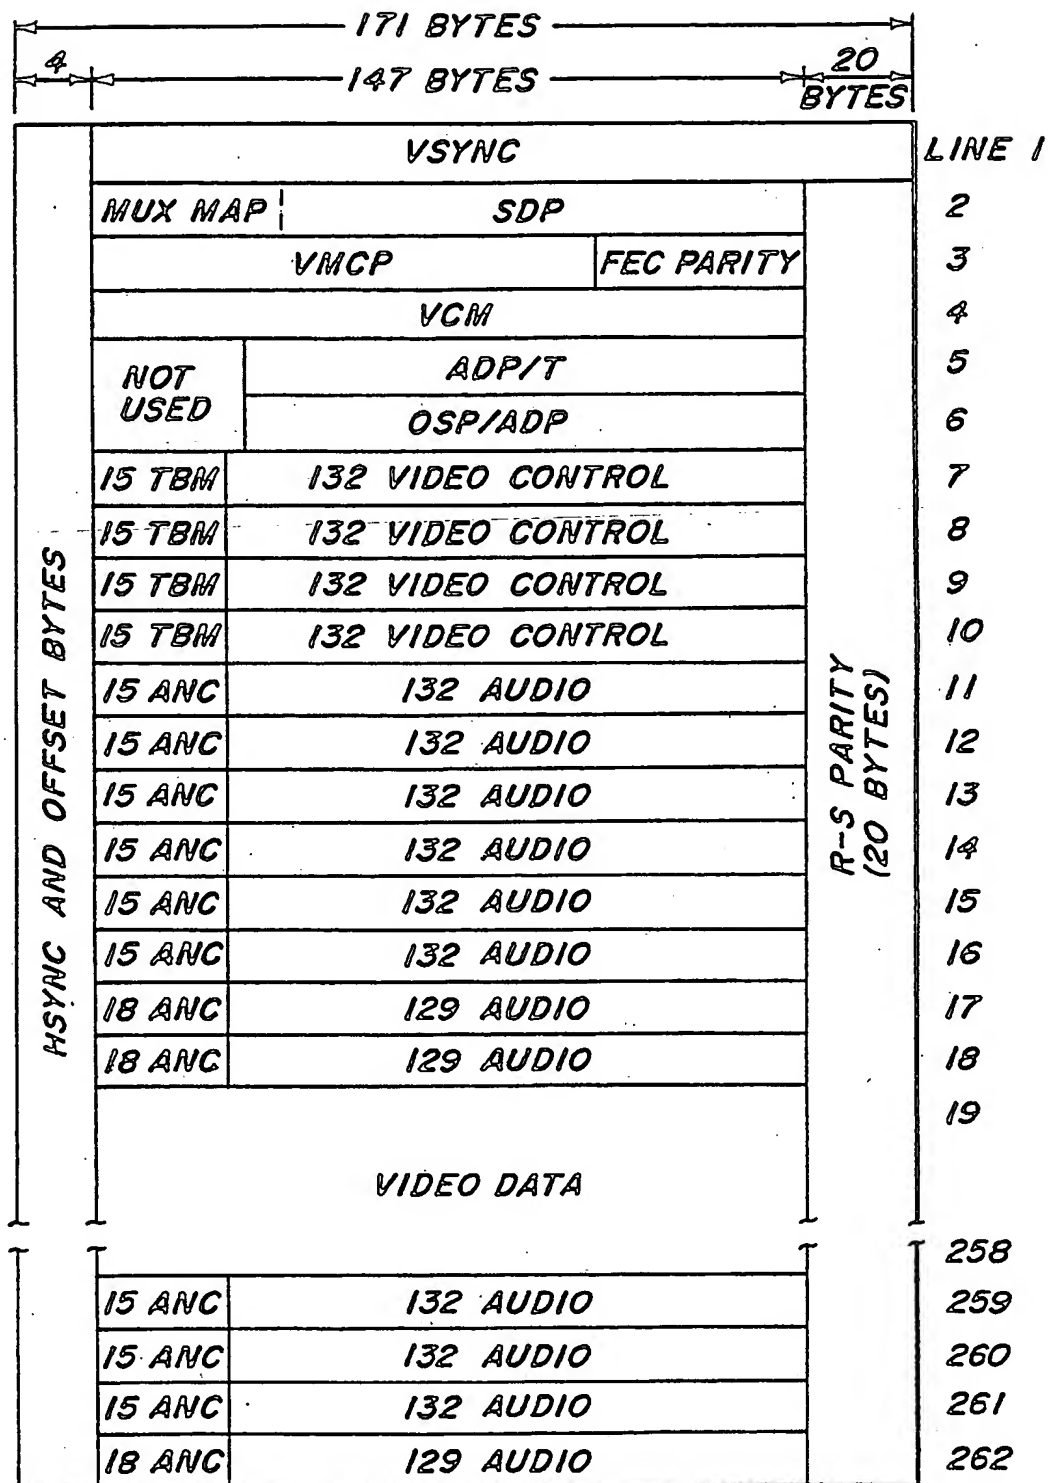 171 BYTES
4
147 BYTES
20
BYTES
VSYNC
LINE 1
MUX MAP
SDP
2
VMCP
FEC PARITY
3
VCM
4
NOT
USED
ADP/T
5
OSP/ADP
6
15 TBM
132 VIDEO CONTROL
7
15 TBM
132 VIDEO CONTROL
8
15 TBM
132 VIDEO CONTROL
9
15 TBM
132 VIDEO CONTROL
10
15 ANC
132 AUDIO
11
15 ANC
132 AUDIO
12
15 ANC
132 AUDIO
13
15 ANC
132 AUDIO
14
15 ANC
132 AUDIO
15
15 ANC
132 AUDIO
16
18 ANC
129 AUDIO
17
18 ANC
129 AUDIO
18
19
VIDEO DATA
258
15 ANC
132 AUDIO
259
15 ANC
132 AUDIO
260
15 ANC
132 AUDIO
261
18 ANC
129 AUDIO
262
HSYNC AND OFFSET BYTES
R-S PARITY
(20 BYTES)